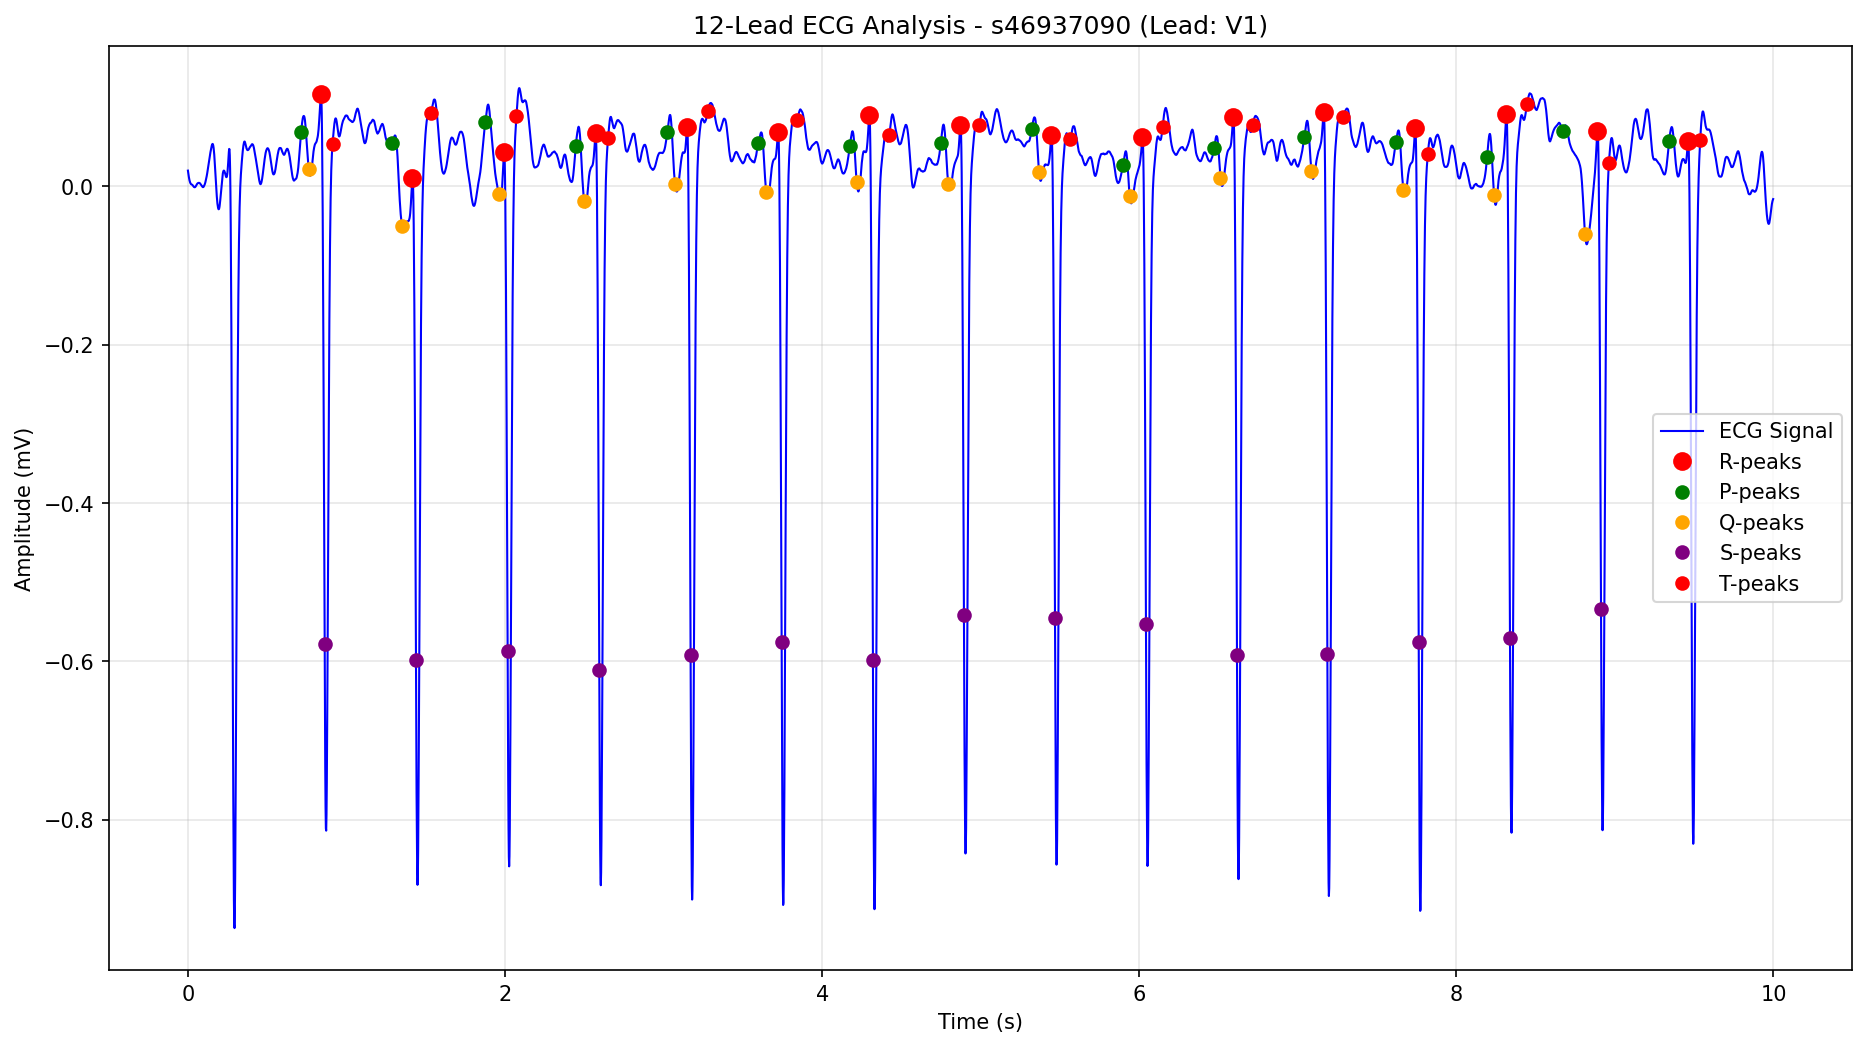 12-Lead ECG Analysis - s46937090 (Lead: V1)
0.0
−0.2
−0.4
−0.6
−0.8
Amplitude (mV)
ECG Signal
R-peaks
P-peaks
Q-peaks
S-peaks
T-peaks
0 2 4 6 8 10
Time (s)